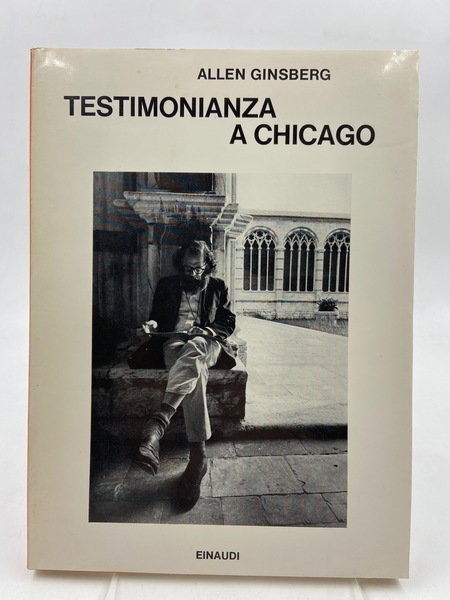 ALLEN GINSBERG
TESTIMONIANZA
A CHICAGO
EINAUDI